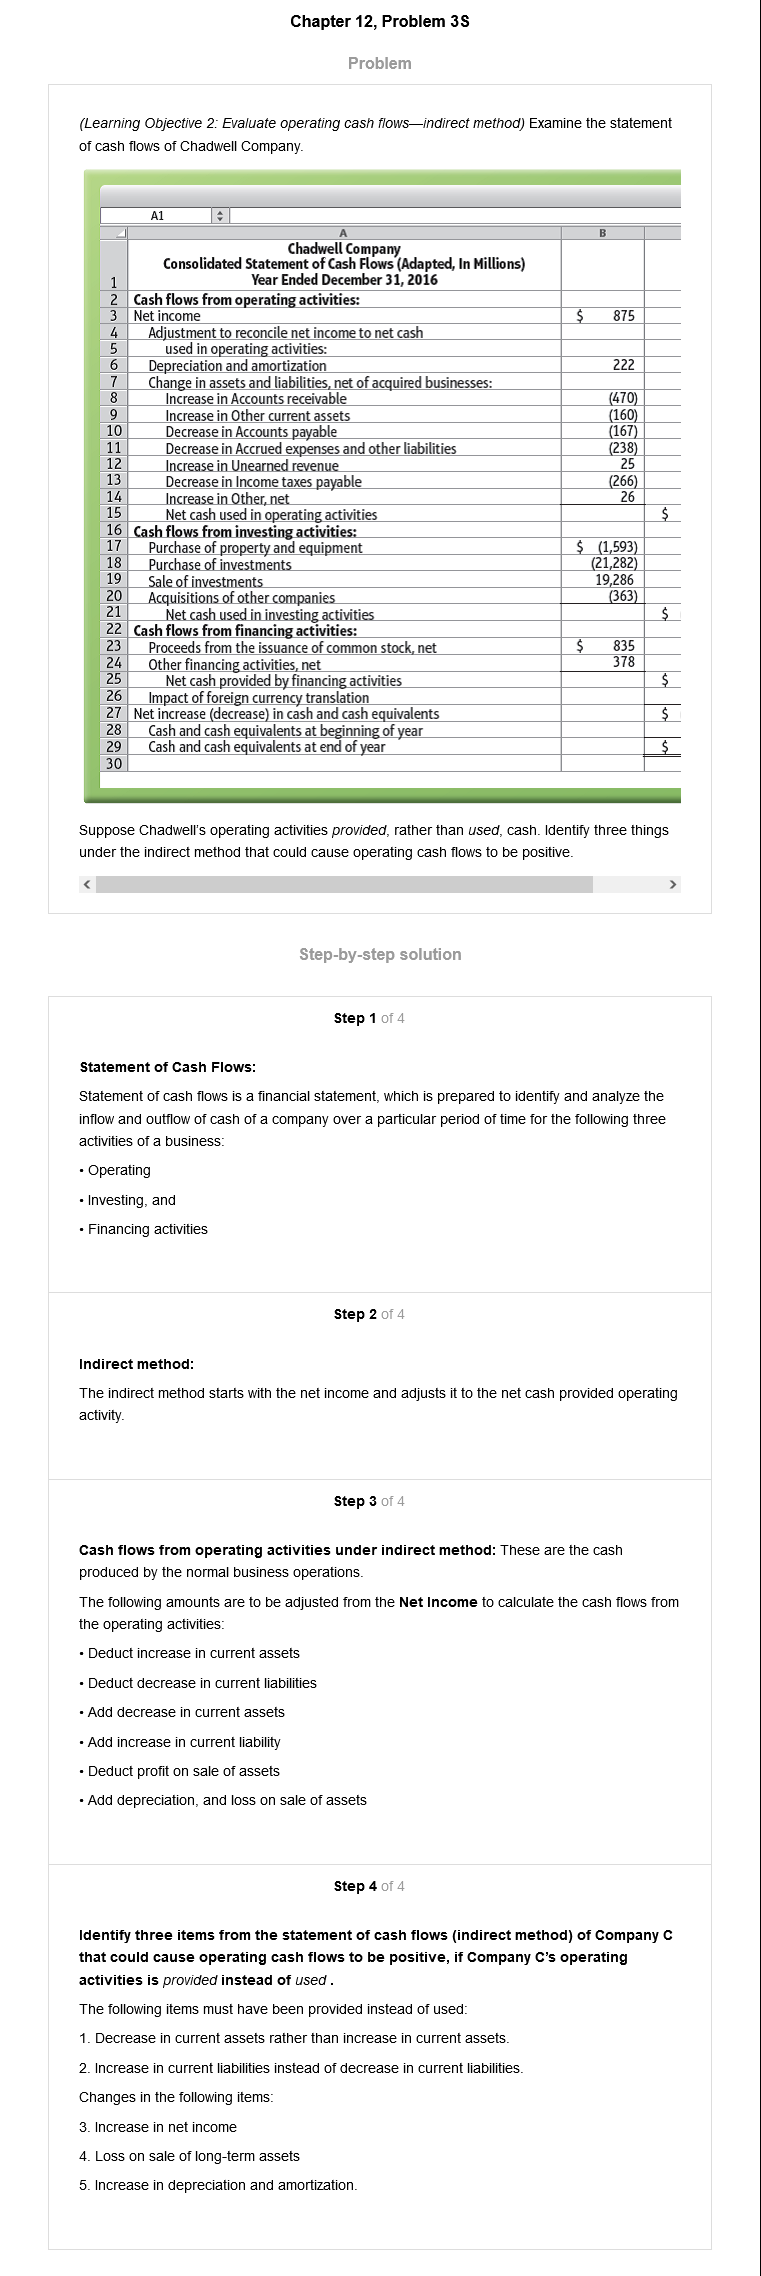 Chapter 12, Problem 3S
Problem
(Learning Objective 2: Evaluate operating cash flows—indirect method) Examine the statement
of cash flows of Chadwell Company.
A1
A B
Chadwell Company
Consolidated Statement of Cash Flows (Adapted, In Millions)
1 Year Ended December 31, 2016
2 Cash flows from operating activities:
3 Net income $ 875
4 Adjustment to reconcile net income to net cash
5 used in operating activities:
6 Depreciation and amortization 222
7 Change in assets and liabilities, net of acquired businesses:
8 Increase in Accounts receivable (470)
9 Increase in Other current assets (160)
10 Decrease in Accounts payable (167)
11 Decrease in Accrued expenses and other liabilities (238)
12 Increase in Unearned revenue 25
13 Decrease in Income taxes payable (266)
14 Increase in Other, net 26
15 Net cash used in operating activities $
16 Cash flows from investing activities:
17 Purchase of property and equipment $ (1,593)
18 Purchase of investments (21,282)
19 Sale of investments 19,286
20 Acquisitions of other companies (363)
21 Net cash used in investing activities $
22 Cash flows from financing activities:
23 Proceeds from the issuance of common stock, net $ 835
24 Other financing activities, net 378
25 Net cash provided by financing activities $
26 Impact of foreign currency translation
27 Net increase (decrease) in cash and cash equivalents $
28 Cash and cash equivalents at beginning of year
29 Cash and cash equivalents at end of year $
30
Suppose Chadwell's operating activities provided, rather than used, cash. Identify three things
under the indirect method that could cause operating cash flows to be positive.
Step-by-step solution
Step 1 of 4
Statement of Cash Flows:
Statement of cash flows is a financial statement, which is prepared to identify and analyze the
inflow and outflow of cash of a company over a particular period of time for the following three
activities of a business:
• Operating
• Investing, and
• Financing activities
Step 2 of 4
Indirect method:
The indirect method starts with the net income and adjusts it to the net cash provided operating
activity.
Step 3 of 4
Cash flows from operating activities under indirect method: These are the cash
produced by the normal business operations.
The following amounts are to be adjusted from the Net Income to calculate the cash flows from
the operating activities:
• Deduct increase in current assets
• Deduct decrease in current liabilities
• Add decrease in current assets
• Add increase in current liability
• Deduct profit on sale of assets
• Add depreciation, and loss on sale of assets
Step 4 of 4
Identify three items from the statement of cash flows (indirect method) of Company C
that could cause operating cash flows to be positive, if Company C's operating
activities is provided instead of used .
The following items must have been provided instead of used:
1. Decrease in current assets rather than increase in current assets.
2. Increase in current liabilities instead of decrease in current liabilities.
Changes in the following items:
3. Increase in net income
4. Loss on sale of long-term assets
5. Increase in depreciation and amortization.